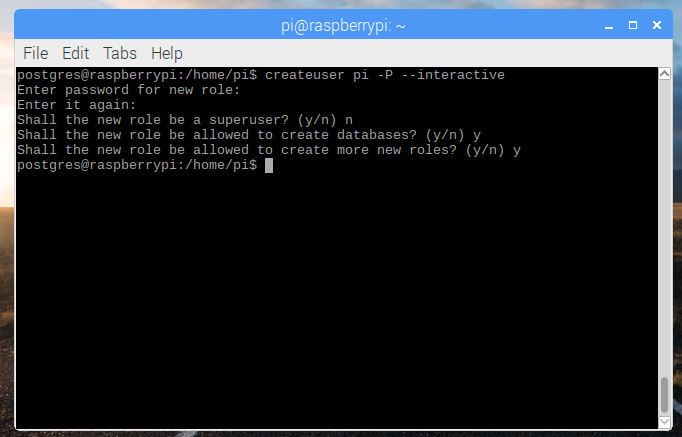 pi@raspberrypi: ~
File Edit Tabs Help
postgres@raspberrypi:/home/pi$ createuser pi -P --interactive
Enter password for new role:
Enter it again:
Shall the new role be a superuser? (y/n) n
Shall the new role be allowed to create databases? (y/n) y
Shall the new role be allowed to create more new roles? (y/n) y
postgres@raspberrypi:/home/pi$